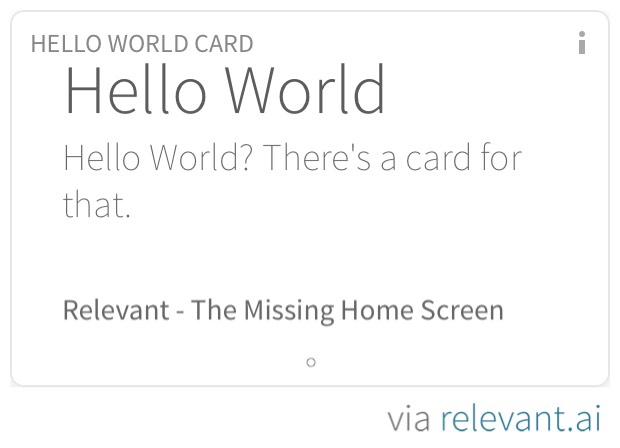 HELLO WORLD CARD
Hello World
Hello World? There's a card for
that.
Relevant - The Missing Home Screen
via relevant.ai